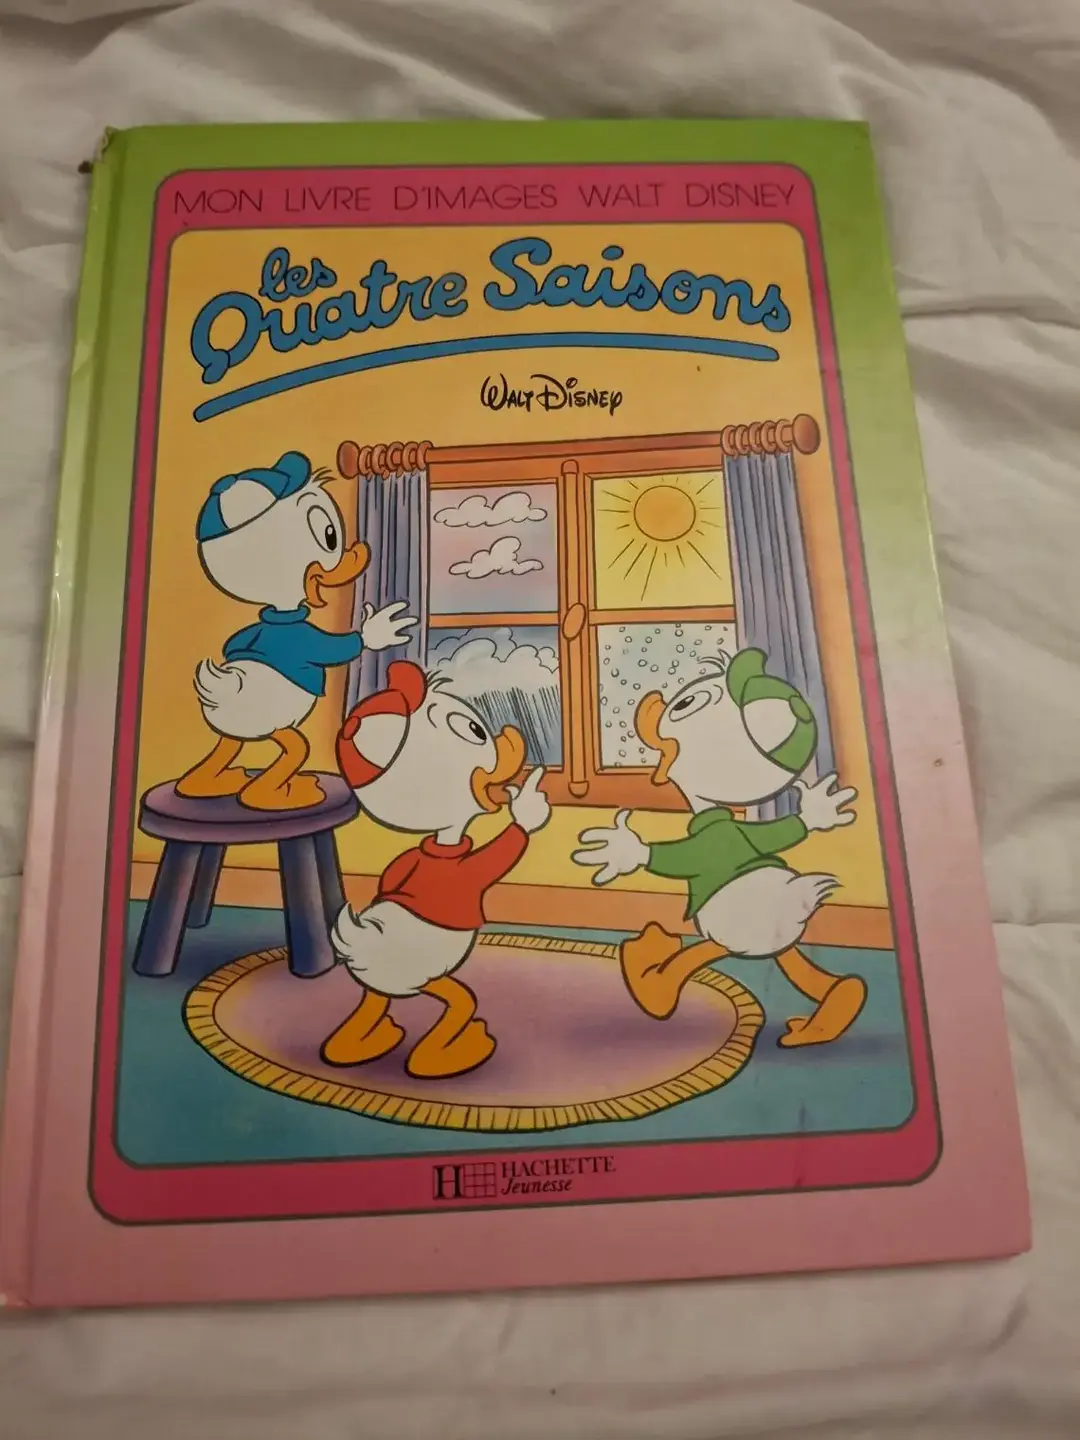 MON LIVRE D'IMAGES WALT DISNEY
les
Quatre Saisons
WALT DISNEY
H HACHETTE
Jeunesse